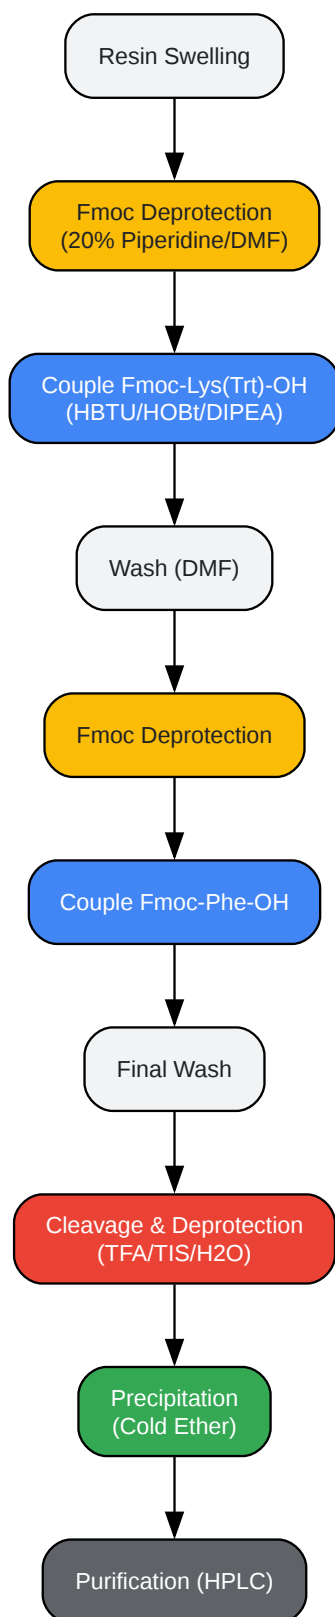 Resin Swelling
Fmoc Deprotection
(20% Piperidine/DMF)
Couple Fmoc-Lys(Trt)-OH
(HBTU/HOBt/DIPEA)
Wash (DMF)
Fmoc Deprotection
Couple Fmoc-Phe-OH
Final Wash
Cleavage & Deprotection
(TFA/TIS/H2O)
Precipitation
(Cold Ether)
Purification (HPLC)